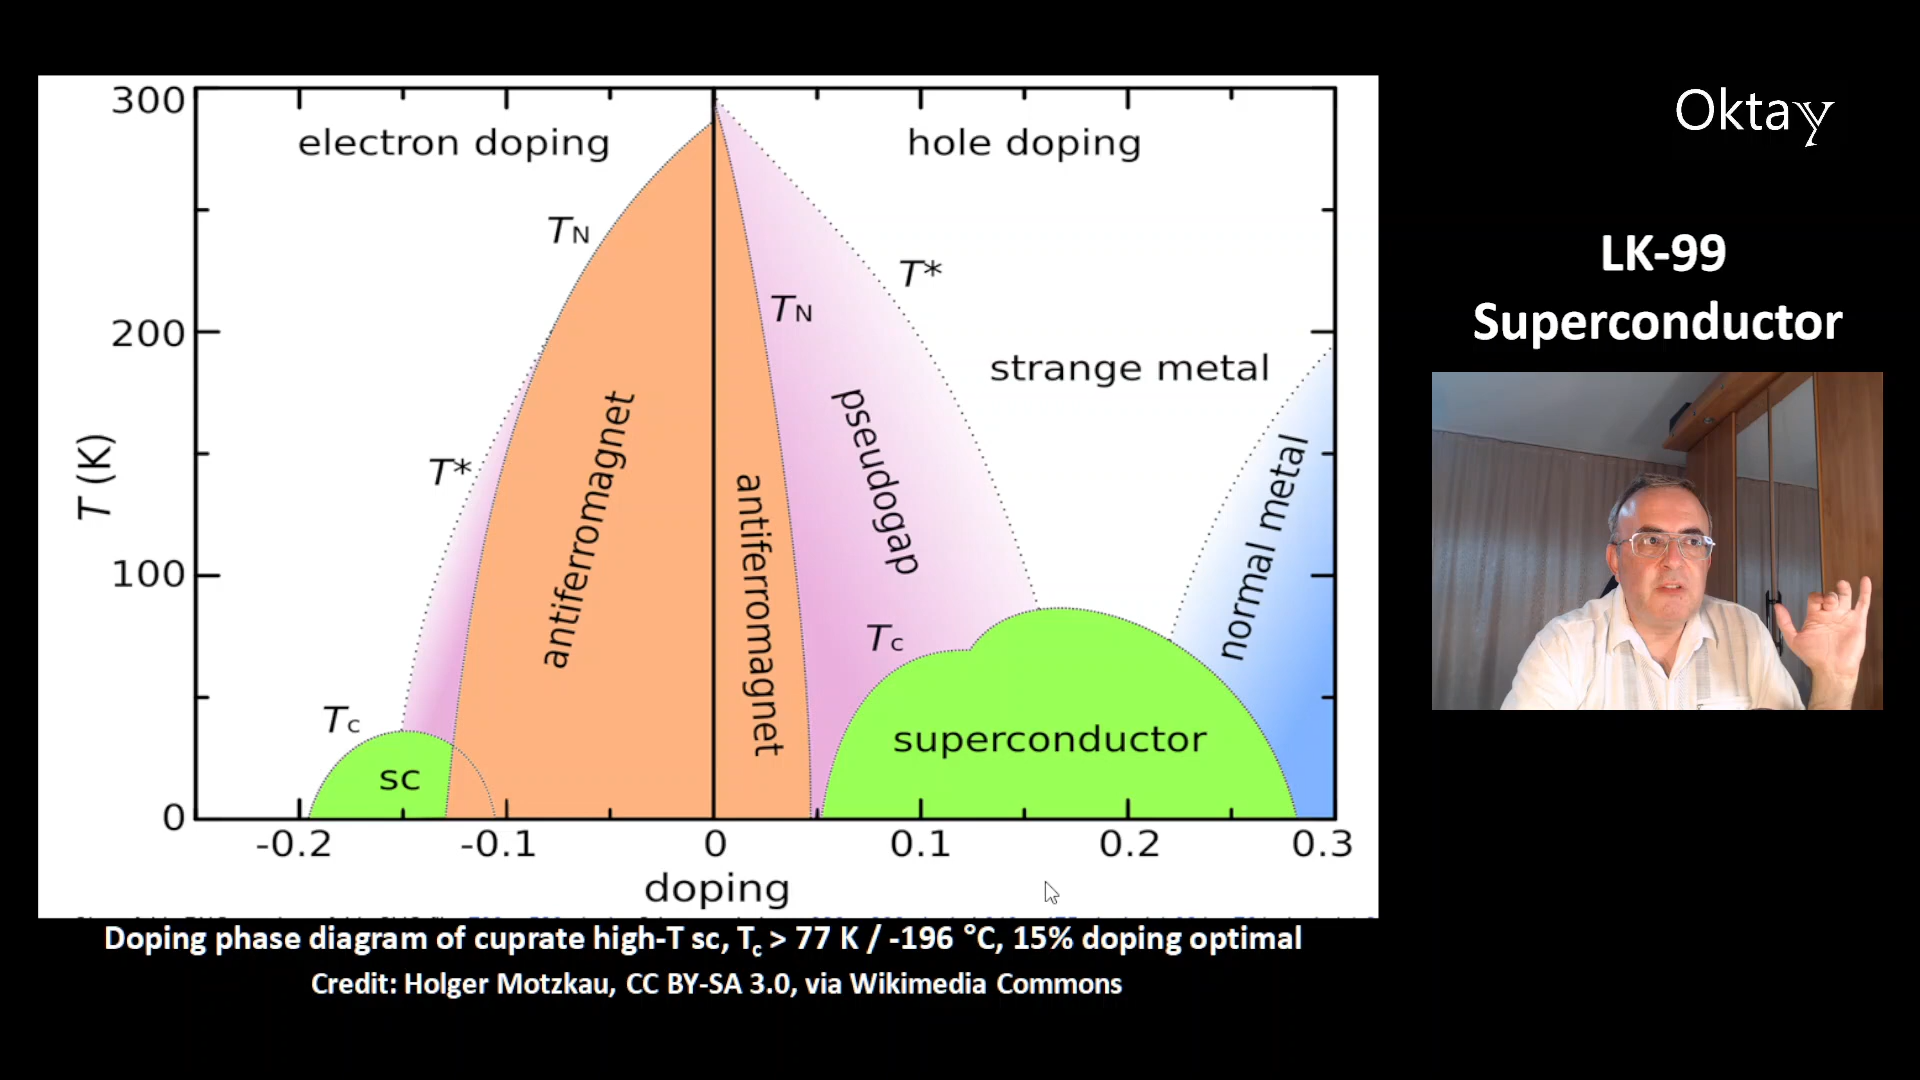 300
electron doping
hole doping
Oktay
TN
T*
LK-99
TN
Superconductor
200
strange metal
T*
T (K)
antiferromagnet
antiferromagnet
pseudogap
normal metal
100
Tc
Tc
superconductor
sc
0
-0.2
-0.1
0
0.1
0.2
0.3
doping
Doping phase diagram of cuprate high-T sc, Tc > 77 K / -196 °C, 15% doping optimal
Credit: Holger Motzkau, CC BY-SA 3.0, via Wikimedia Commons